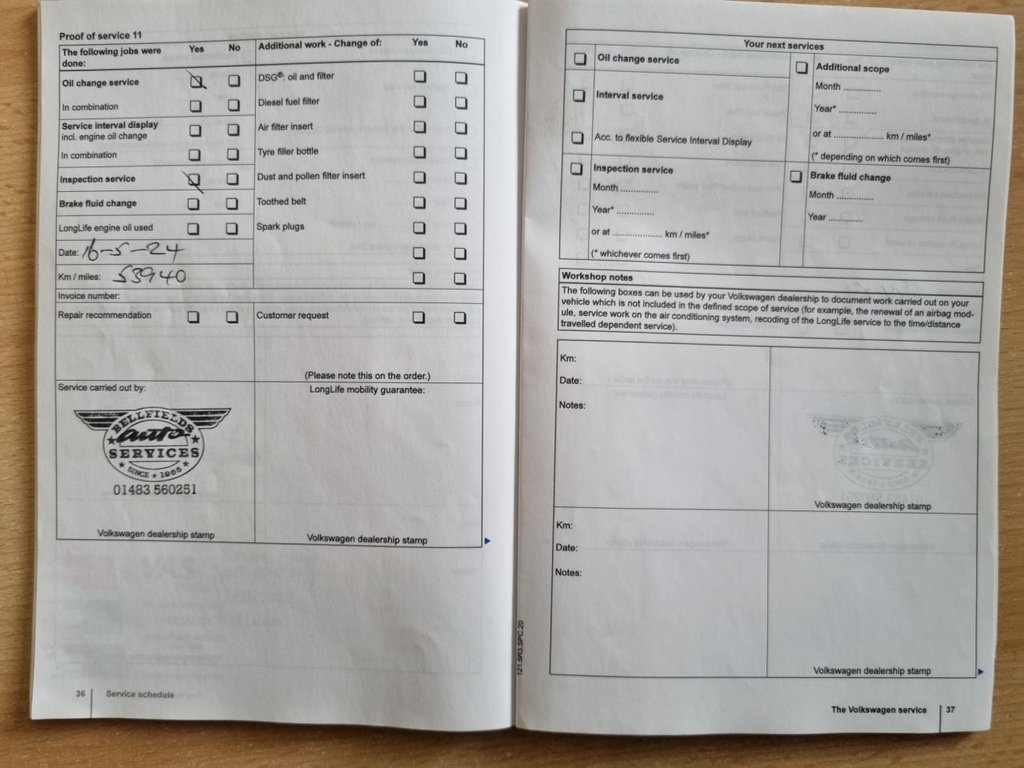 Proof of service 11
The following jobs were done: Yes No
Additional work - Change of: Yes No
Oil change service
DSG®: oil and filter
In combination
Diesel fuel filter
Service interval display
incl. engine oil change
Air filter insert
In combination
Tyre filler bottle
Inspection service
Dust and pollen filter insert
Brake fluid change
Toothed belt
LongLife engine oil used
Spark plugs
Date: 16-5-24
Km / miles: 53940
Invoice number:
Repair recommendation
Customer request
(Please note this on the order.)
Service carried out by:
LongLife mobility guarantee:
BELLFIELDS
auto
SERVICES
SINCE 1955
01483 560251
Volkswagen dealership stamp
Volkswagen dealership stamp
36 Service schedule
Your next services
Oil change service
Interval service
Acc. to flexible Service Interval Display
Additional scope
Month ..............
Year* ..............
or at ................... km / miles*
(* depending on which comes first)
Inspection service
Month ..............
Year* ..............
or at ................... km / miles*
(* whichever comes first)
Brake fluid change
Month ..............
Year .............
Workshop notes
The following boxes can be used by your Volkswagen dealership to document work carried out on your
vehicle which is not included in the defined scope of service (for example, the renewal of an airbag mod-
ule, service work on the air conditioning system, recoding of the LongLife service to the time/distance
travelled dependent service).
Km:
Date:
Notes:
Volkswagen dealership stamp
Km:
Date:
Notes:
Volkswagen dealership stamp
121.5R3.SPC.20
The Volkswagen service 37